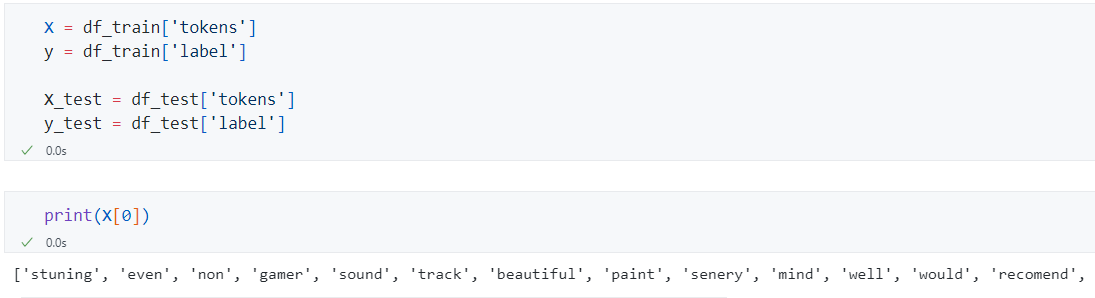 X = df_train['tokens']
y = df_train['label']
X_test = df_test['tokens']
y_test = df_test['label']
0.0s
print(X[0])
0.0s
['stuning', 'even', 'non', 'gamer', 'sound', 'track', 'beautiful', 'paint', 'senery', 'mind', 'well', 'would', 'recomend',